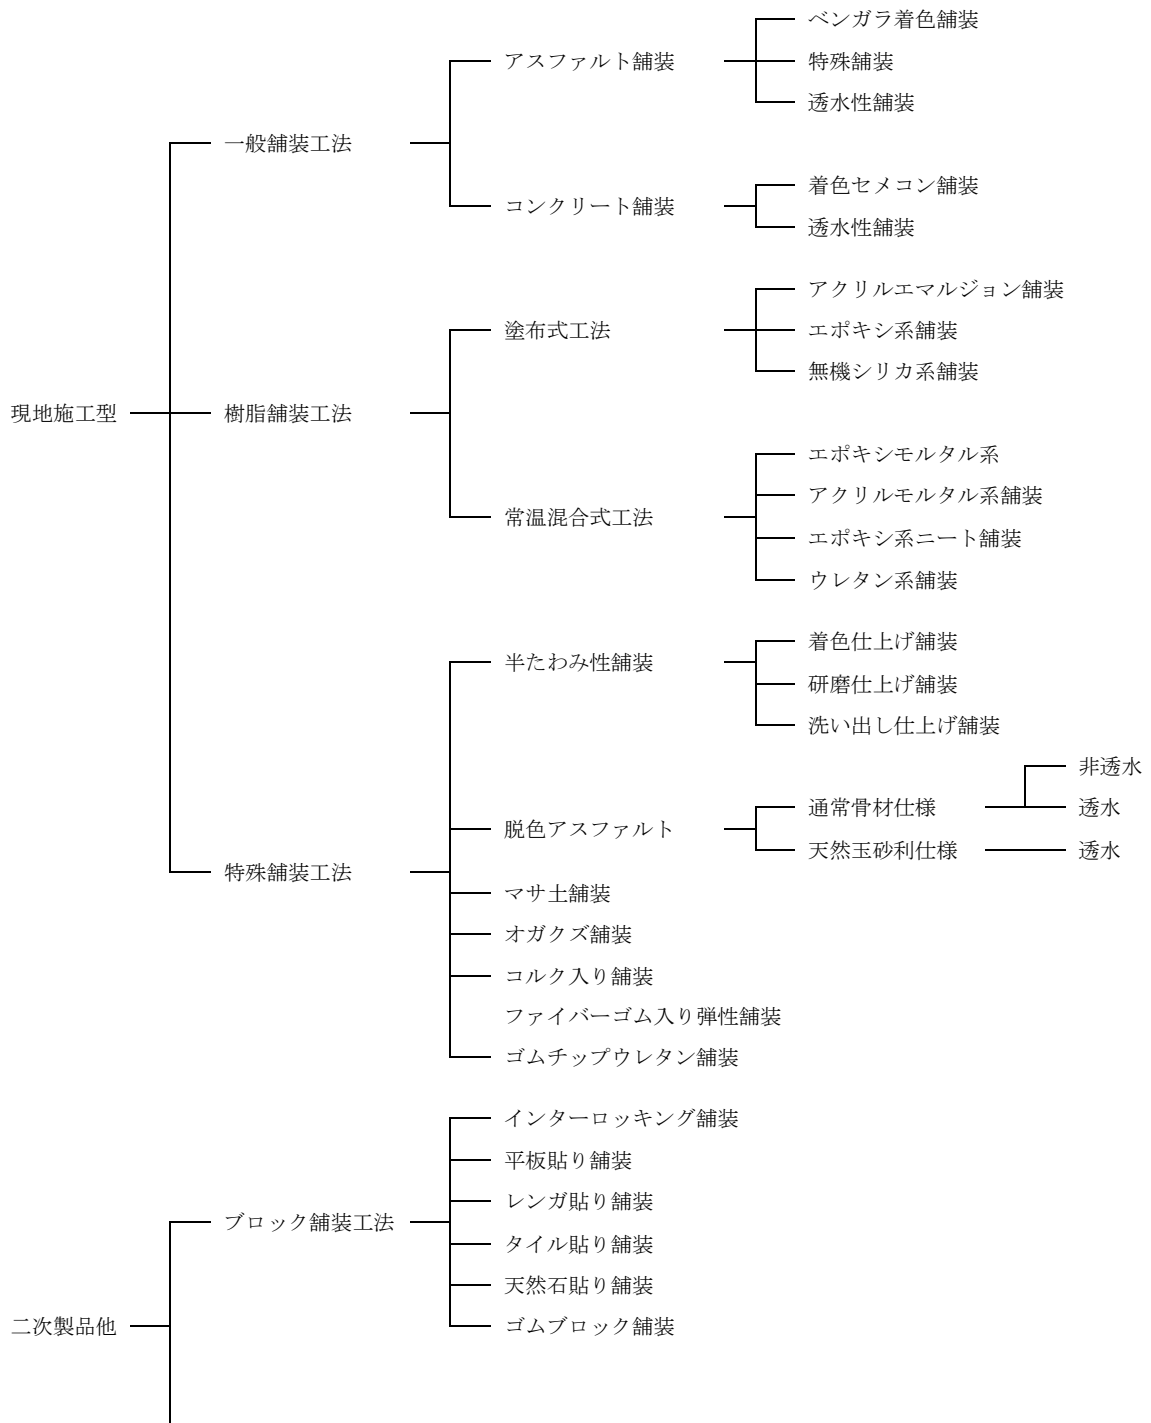 ベンガラ着色舗装
アスファルト舗装
特殊舗装
透水性舗装
一般舗装工法
着色セメコン舗装
コンクリート舗装
透水性舗装
アクリルエマルジョン舗装
塗布式工法
エポキシ系舗装
無機シリカ系舗装
現地施工型
樹脂舗装工法
エポキシモルタル系
アクリルモルタル系舗装
常温混合式工法
エポキシ系ニート舗装
ウレタン系舗装
着色仕上げ舗装
半たわみ性舗装
研磨仕上げ舗装
洗い出し仕上げ舗装
非透水
通常骨材仕様
透水
脱色アスファルト
天然玉砂利仕様
透水
特殊舗装工法
マサ土舗装
オガクズ舗装
コルク入り舗装
ファイバーゴム入り弾性舗装
ゴムチップウレタン舗装
インターロッキング舗装
平板貼り舗装
レンガ貼り舗装
ブロック舗装工法
タイル貼り舗装
天然石貼り舗装
ゴムブロック舗装
二次製品他